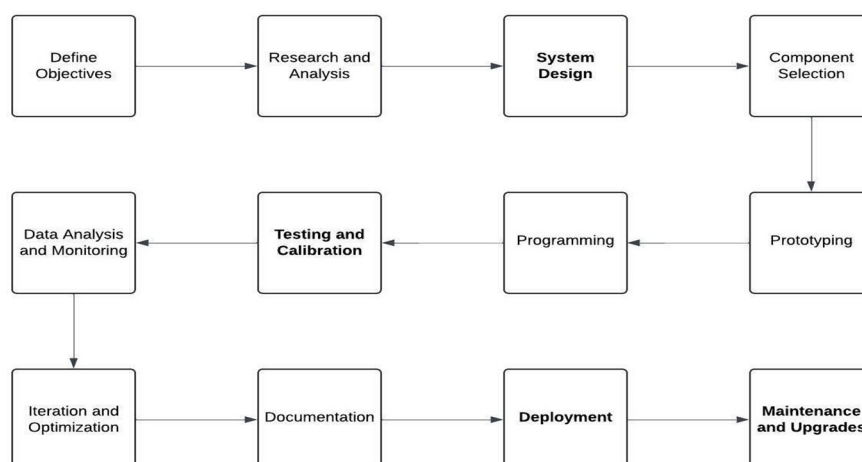 Define
Objectives
Research and
Analysis
System
Design
Component
Selection
Data Analysis
and Monitoring
Testing and
Calibration
Programming
Prototyping
Iteration and
Optimization
Documentation
Deployment
Maintenance
and Upgrades